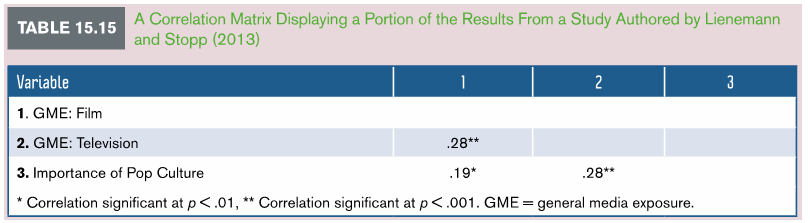 TABLE 15.15
A Correlation Matrix Displaying a Portion of the Results From a Study Authored by Lienemann
and Stopp (2013)
Variable 1 2 3
1. GME: Film
2. GME: Television .28**
3. Importance of Pop Culture .19* .28**
* Correlation significant at p < .01, ** Correlation significant at p < .001. GME = general media exposure.